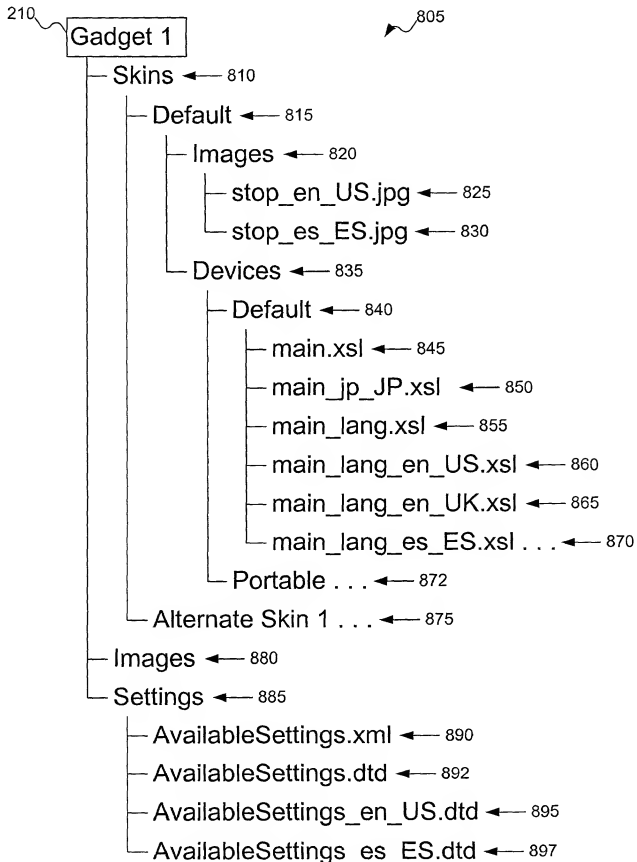 210
805
Gadget 1
Skins 810
Default 815
Images 820
stop_en_US.jpg 825
stop_es_ES.jpg 830
Devices 835
Default 840
main.xsl 845
main_jp_JP.xsl 850
main_lang.xsl 855
main_lang_en_US.xsl 860
main_lang_en_UK.xsl 865
main_lang_es_ES.xsl . . . 870
Portable . . . 872
Alternate Skin 1 . . . 875
Images 880
Settings 885
AvailableSettings.xml 890
AvailableSettings.dtd 892
AvailableSettings_en_US.dtd 895
AvailableSettings_es_ES.dtd 897